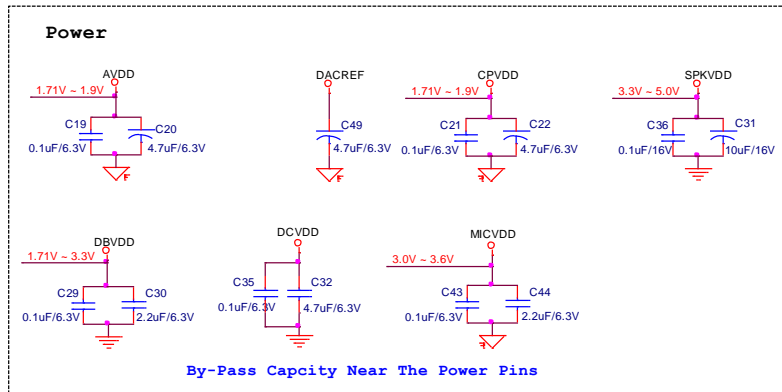 Power
AVDD
DACREF
CPVDD
SPKVDD
1.71V ~ 1.9V
1.71V ~ 1.9V
3.3V ~ 5.0V
C19
C20
C49
C21
C22
C36
C31
0.1uF/6.3V
4.7uF/6.3V
4.7uF/6.3V
0.1uF/6.3V
4.7uF/6.3V
0.1uF/16V
10uF/16V
DBVDD
DCVDD
MICVDD
1.71V ~ 3.3V
3.0V ~ 3.6V
C29
C30
C35
C32
C43
C44
0.1uF/6.3V
2.2uF/6.3V
0.1uF/6.3V
4.7uF/6.3V
0.1uF/6.3V
2.2uF/6.3V
By-Pass Capcity Near The Power Pins